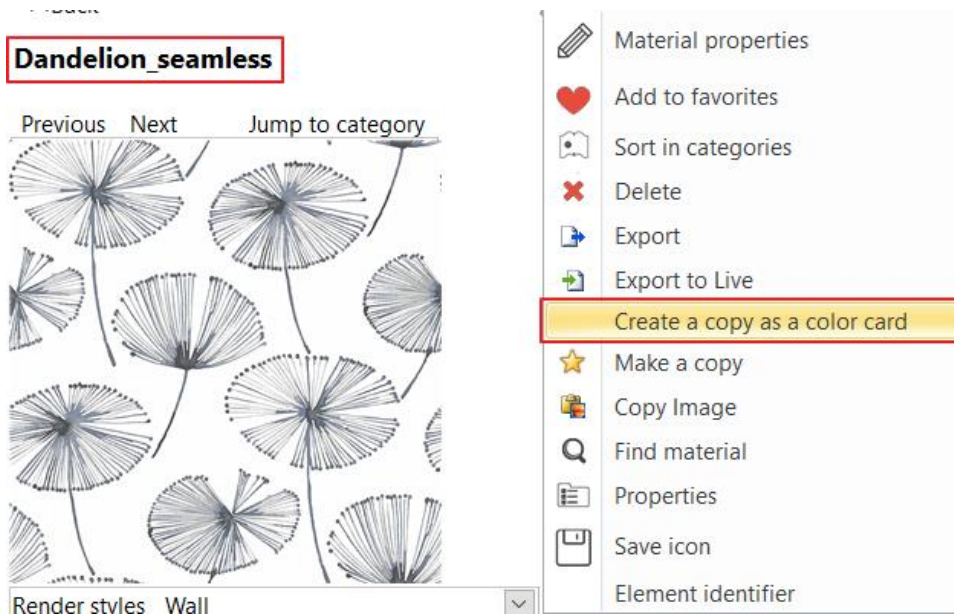 Back
Dandelion_seamless
Previous Next Jump to category
Render styles Wall
Material properties
Add to favorites
Sort in categories
Delete
Export
Export to Live
Create a copy as a color card
Make a copy
Copy Image
Find material
Properties
Save icon
Element identifier